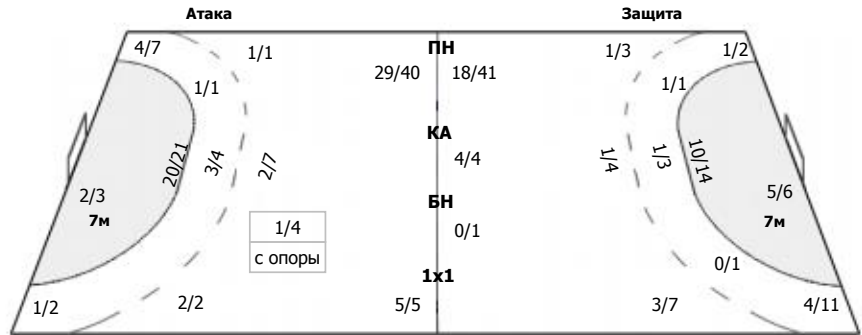 Атака Защита
4/7 1/1 ПН 1/3 1/2
29/40 18/41
1/1 1/1
КА
20/21 3/4 2/7 4/4 1/4 1/3 10/14
2/3 5/6
7м БН 7м
1/4 0/1
с опоры 0/1
1x1
1/2 2/2 5/5 3/7 4/11